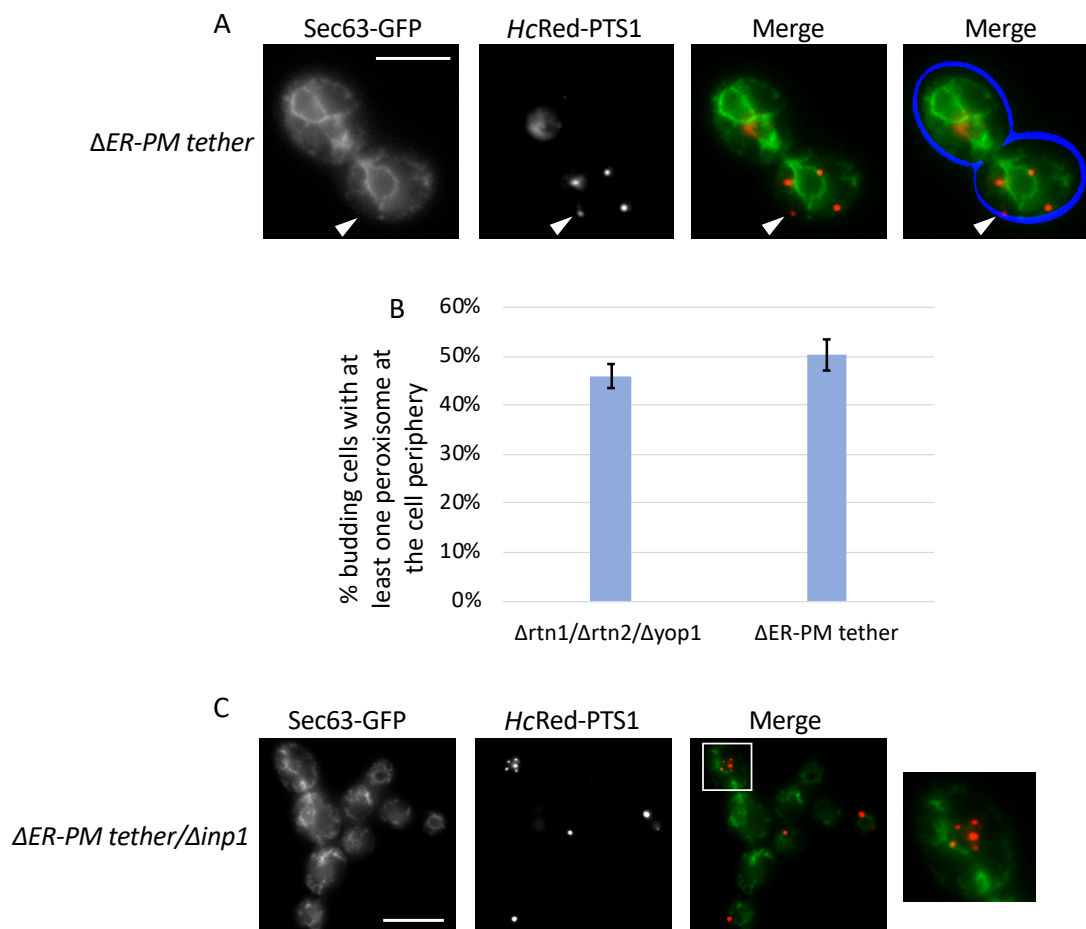 A
Sec63-GFP
HcRed-PTS1
Merge
Merge
ΔER-PM tether
B
% budding cells with at
least one peroxisome at
the cell periphery
60%
50%
40%
30%
20%
10%
0%
Δrtn1/Δrtn2/Δyop1
ΔER-PM tether
C
Sec63-GFP
HcRed-PTS1
Merge
ΔER-PM tether/Δinp1